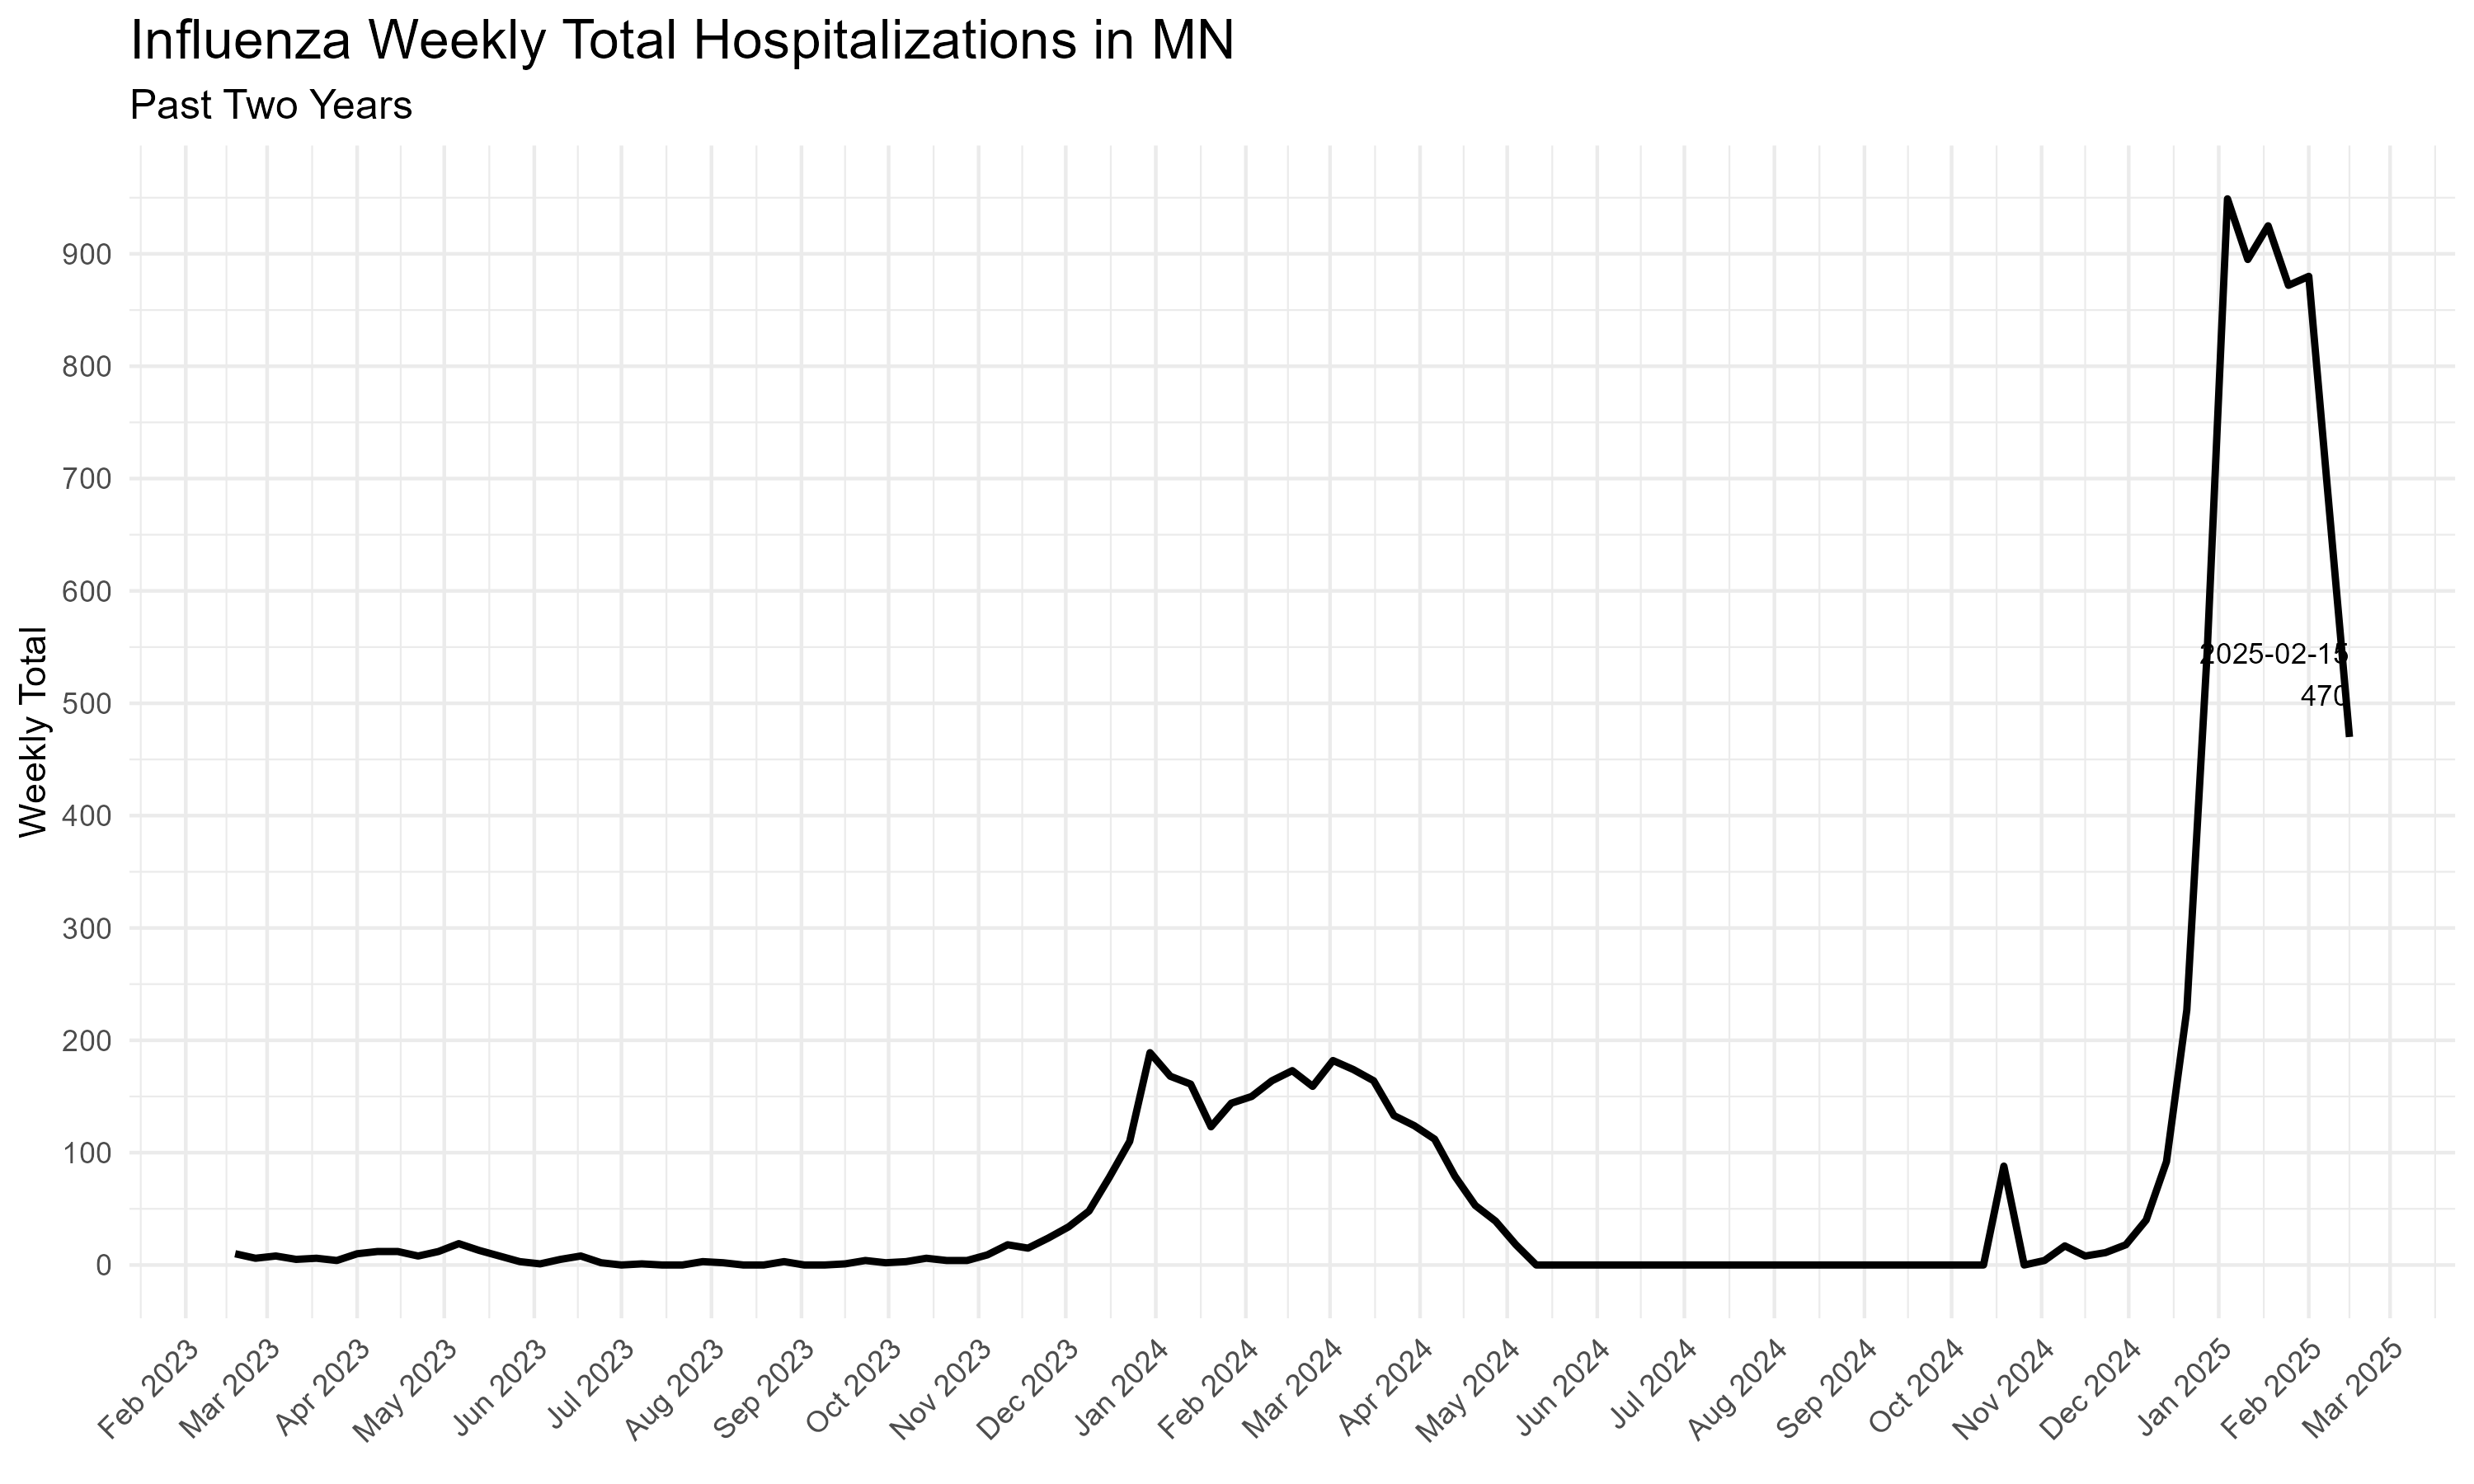 Influenza Weekly Total Hospitalizations in MN
Past Two Years
Weekly Total
900
800
700
600
500
400
300
200
100
0
2025-02-15
470
Feb 2023
Mar 2023
Apr 2023
May 2023
Jun 2023
Jul 2023
Aug 2023
Sep 2023
Oct 2023
Nov 2023
Dec 2023
Jan 2024
Feb 2024
Mar 2024
Apr 2024
May 2024
Jun 2024
Jul 2024
Aug 2024
Sep 2024
Oct 2024
Nov 2024
Dec 2024
Jan 2025
Feb 2025
Mar 2025